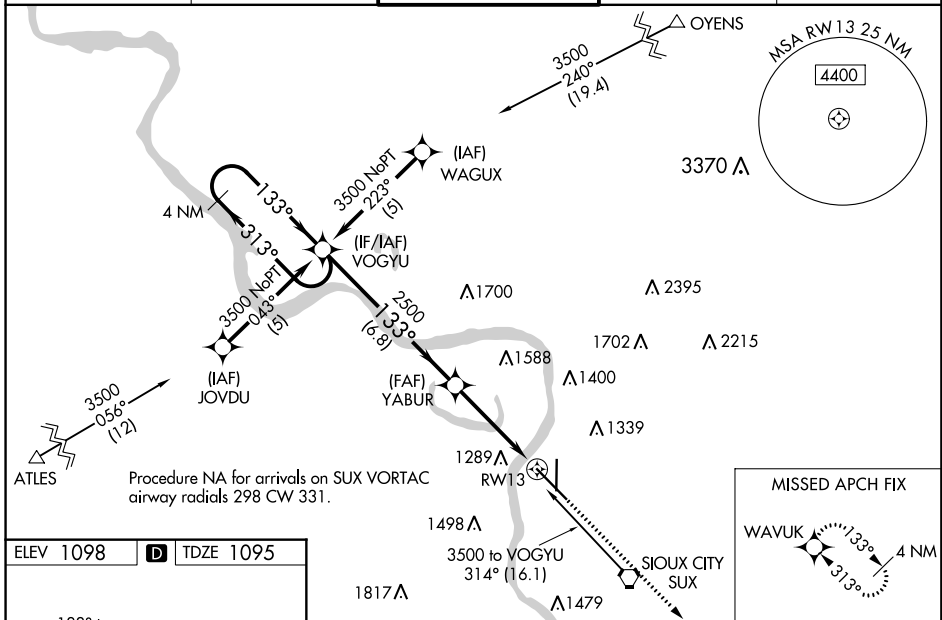 OYENS
3500
240°
(19.4)
MSA RW13 25 NM
4400
(IAF)
WAGUX
3370
3500 NoPT
223°
(5)
4 NM
133°
313°
(IF/IAF)
VOGYU
3500 NoPT
043°
(5)
1700
2395
2500
133°
(6.8)
1702
2215
1588
(IAF)
JOVDU
1400
(FAF)
YABUR
3500
056°
(12)
1339
ATLES
1289
RW13
Procedure NA for arrivals on SUX VORTAC
airway radials 298 CW 331.
MISSED APCH FIX
1498
WAVUK
133°
4 NM
313°
3500 to VOGYU
314° (16.1)
ELEV 1098
D
TDZE 1095
SIOUX CITY
SUX
1817
1479